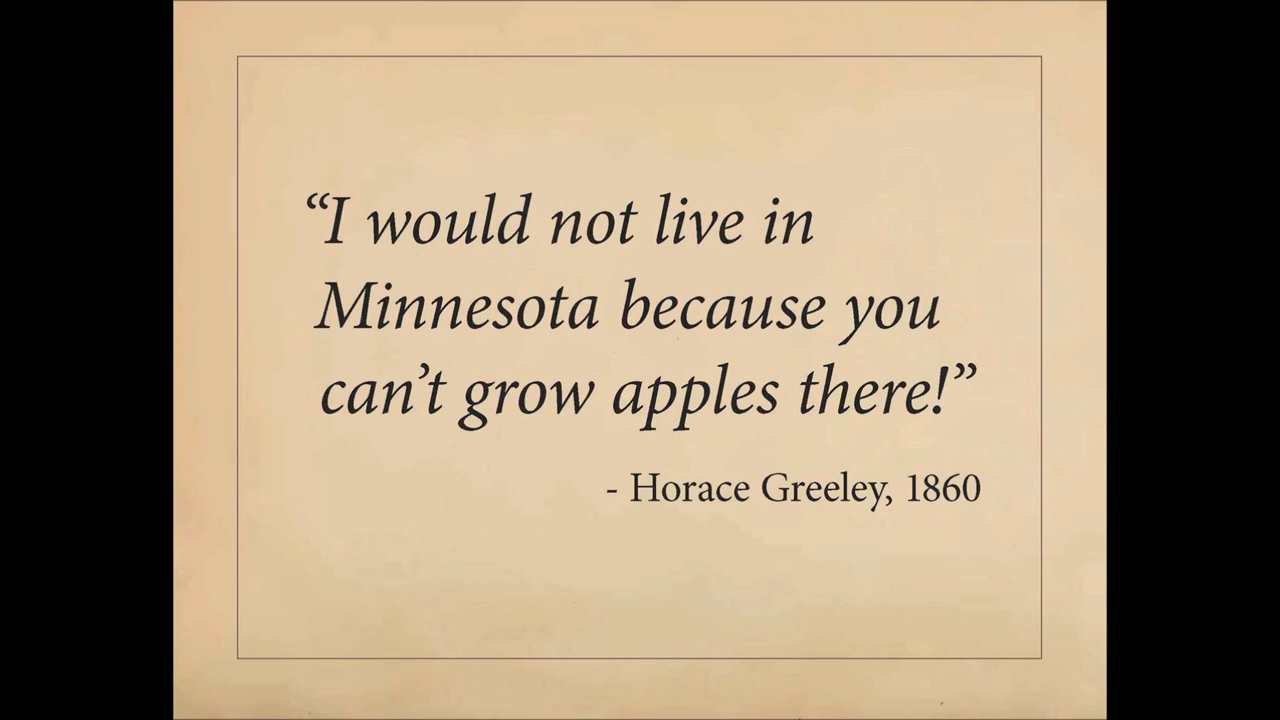 “I would not live in
Minnesota because you
can’t grow apples there!”
- Horace Greeley, 1860